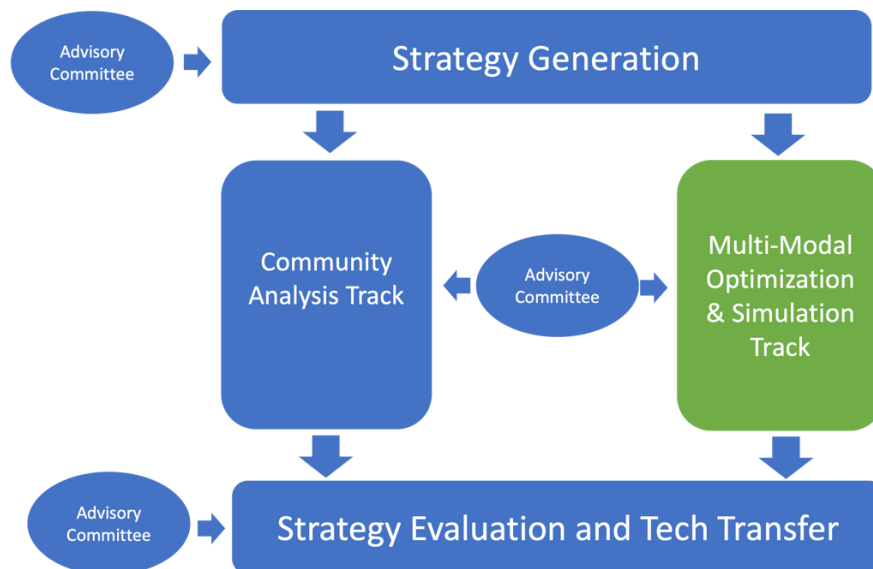 Advisory
Committee
Strategy Generation
Community
Analysis Track
Advisory
Committee
Multi-Modal
Optimization
& Simulation
Track
Advisory
Committee
Strategy Evaluation and Tech Transfer